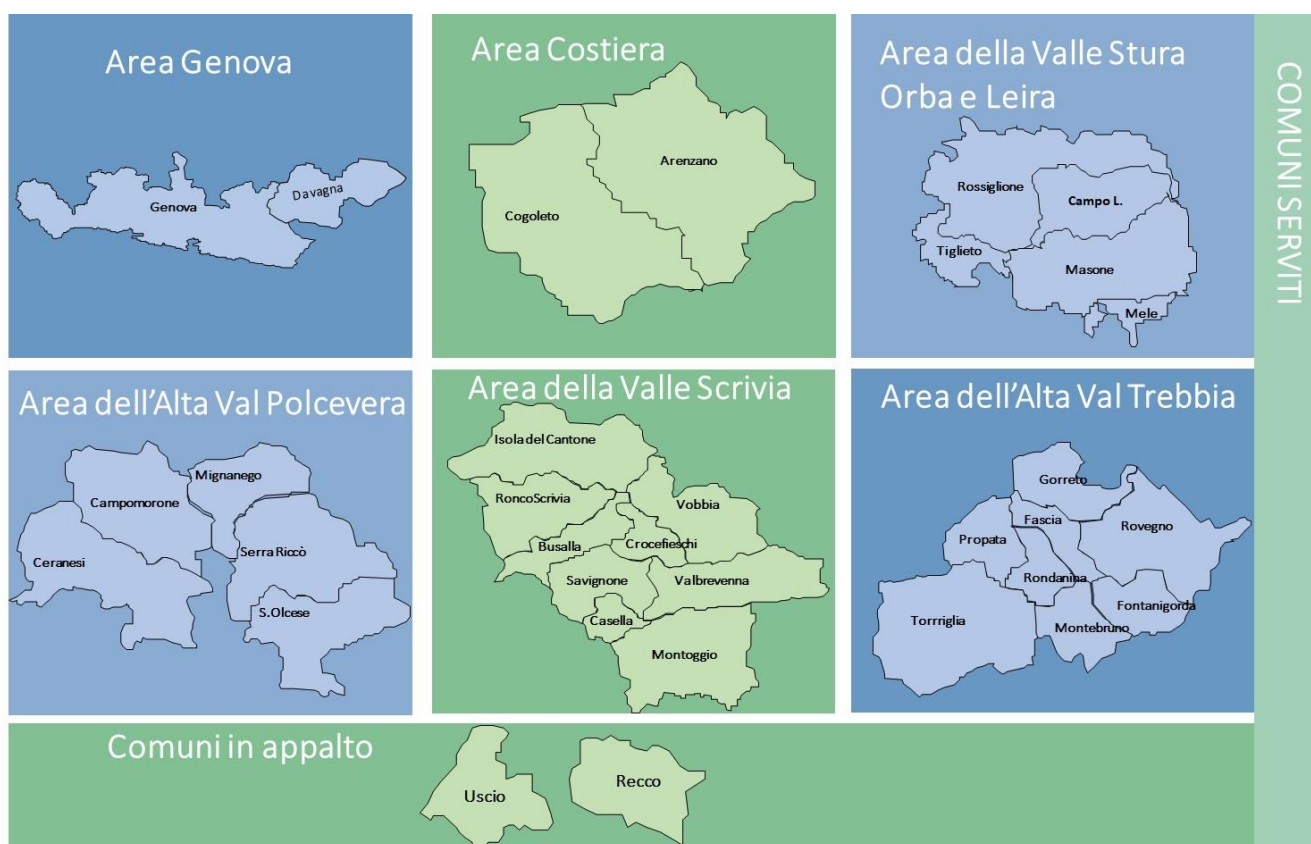 Area Genova
Genova
Davagna
Area Costiera
Arenzano
Cogoleto
Area della Valle Stura
Orba e Leira
Rossiglione
Campo L.
Tiglieto
Masone
Mele
COMUNI SERVITI
Area dell'Alta Val Polcevera
Mignanego
Campomorone
Serra Riccò
Ceranesi
S.Olcese
Area della Valle Scrivia
Isola del Cantone
Ronco Scrivia
Vobbia
Busalla
Crocefieschi
Savignone
Valbrevenna
Casella
Montoggio
Area dell'Alta Val Trebbia
Gorreto
Fascia
Rovegno
Propata
Rondanina
Fontanigorda
Torrriglia
Montebruno
Comuni in appalto
Uscio
Recco